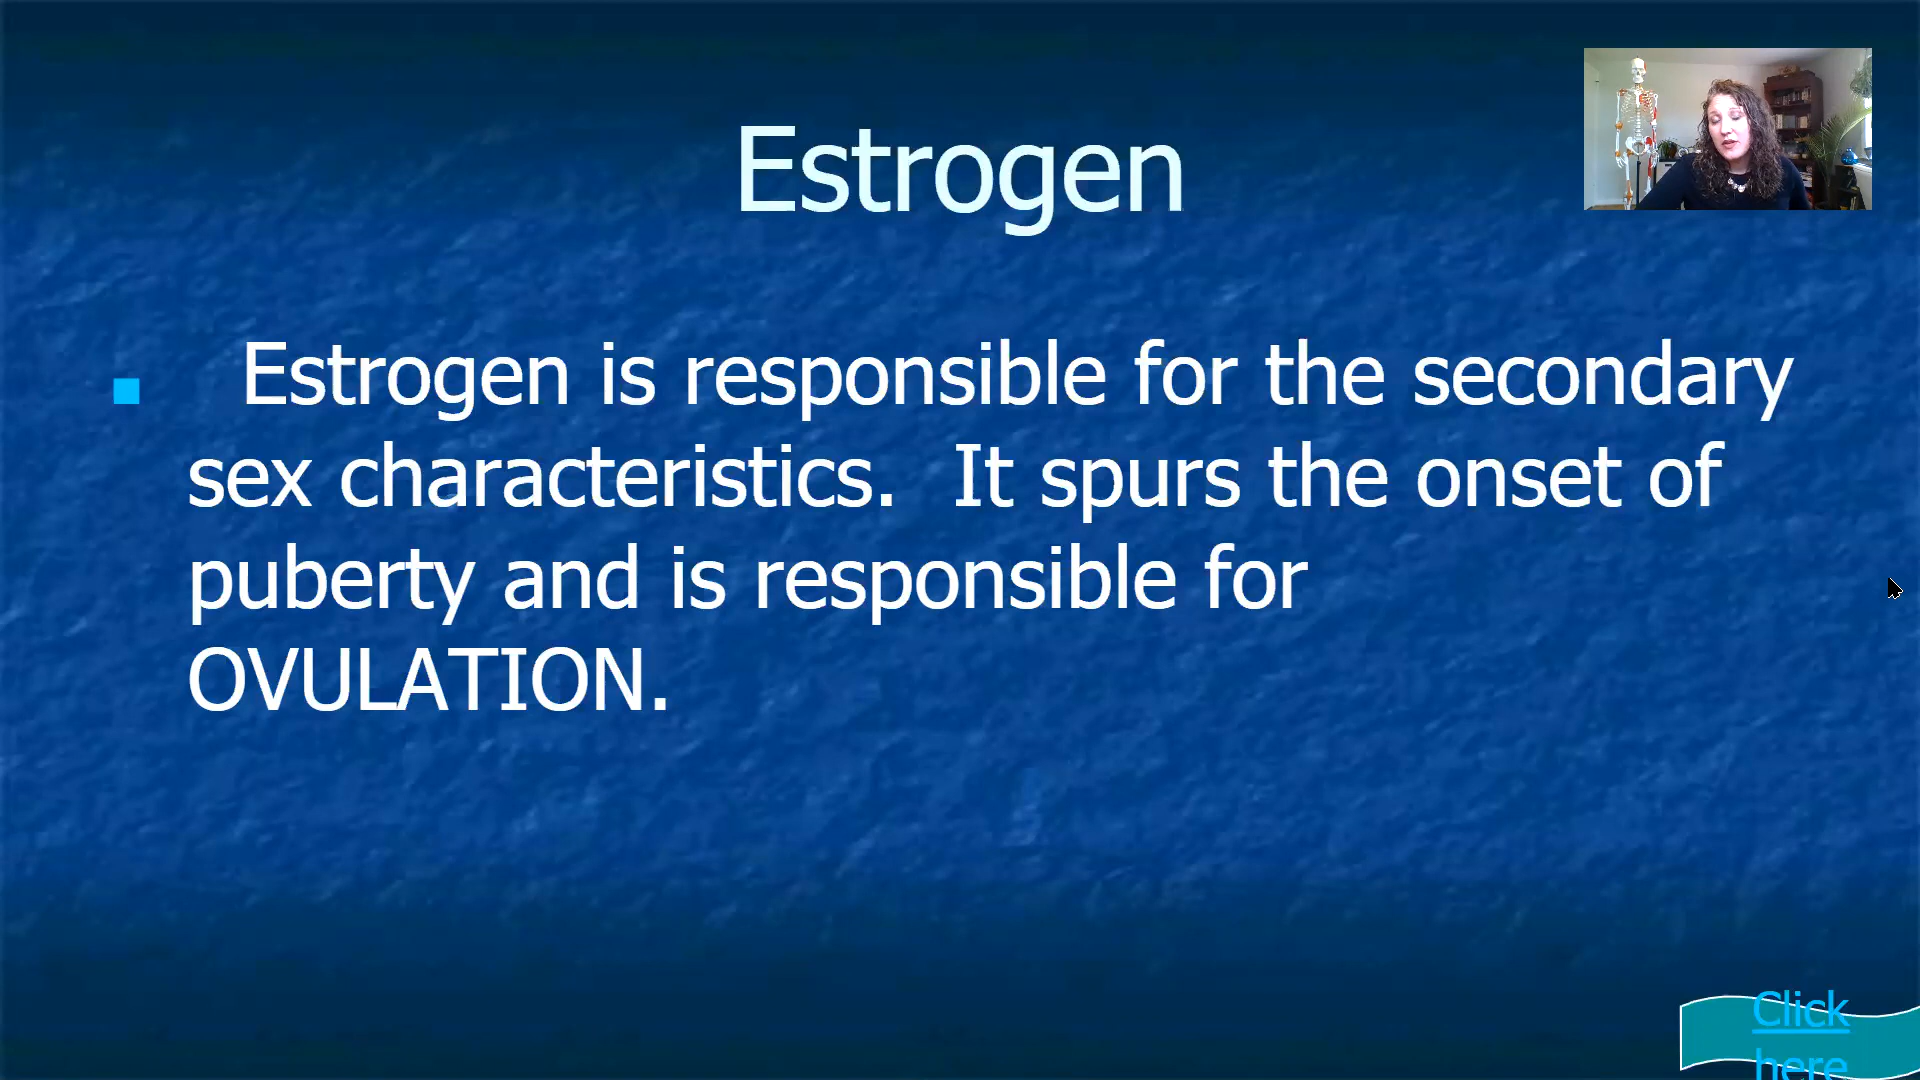 Estrogen
Estrogen is responsible for the secondary
sex characteristics.  It spurs the onset of
puberty and is responsible for
OVULATION.
Click
here